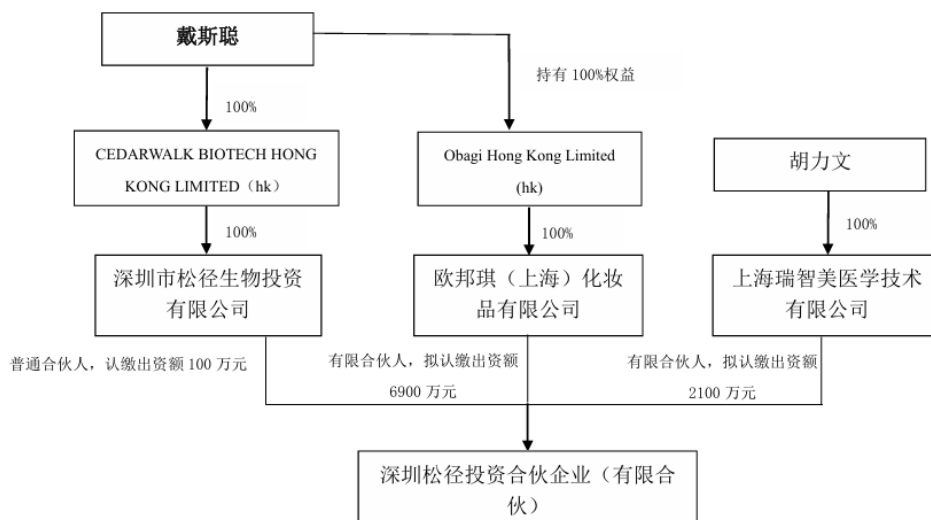 戴斯聪
持有 100%权益
100%
CEDARWALK BIOTECH HONG
KONG LIMITED（hk）
Obagi Hong Kong Limited
(hk)
胡力文
100%
100%
100%
深圳市松径生物投资
有限公司
欧邦琪（上海）化妆
品有限公司
上海瑞智美医学技术
有限公司
普通合伙人，认缴出资额 100 万元
有限合伙人，拟认缴出资额
6900 万元
有限合伙人，拟认缴出资额
2100 万元
深圳松径投资合伙企业（有限合
伙）